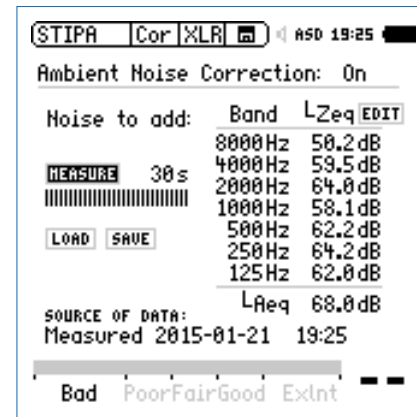 STIPA Cor XLR ASD 19:25
Ambient Noise Correction: On
Noise to add: Band LZeq EDIT
8000Hz 50.2dB
4000Hz 59.5dB
MEASURE 30s 2000Hz 64.0dB
1000Hz 58.1dB
LOAD SAVE 500Hz 62.2dB
250Hz 64.2dB
125Hz 62.0dB
LAeq 68.0dB
SOURCE OF DATA:
Measured 2015-01-21 19:25
Bad Poor Fair Good Exlnt --